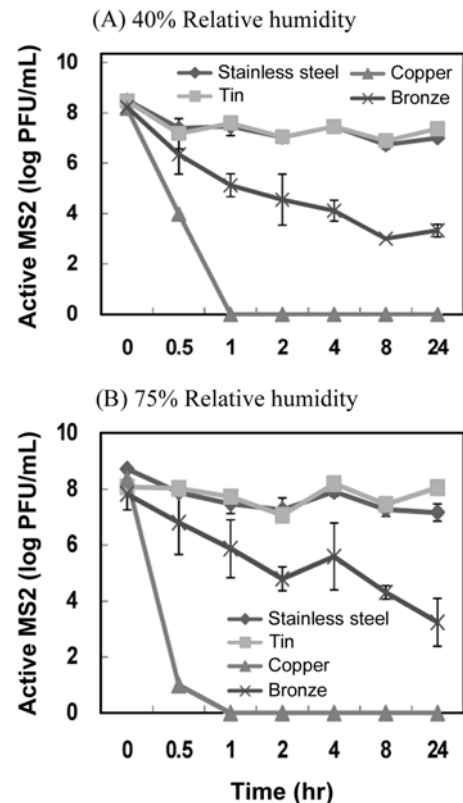 (A) 40% Relative humidity
Active MS2 (log PFU/mL)
10
8
6
4
2
0
Stainless steel
Copper
Tin
Bronze
0 0.5 1 2 4 8 24
(B) 75% Relative humidity
Active MS2 (log PFU/mL)
10
8
6
4
2
0
Stainless steel
Tin
Copper
Bronze
0 0.5 1 2 4 8 24
Time (hr)